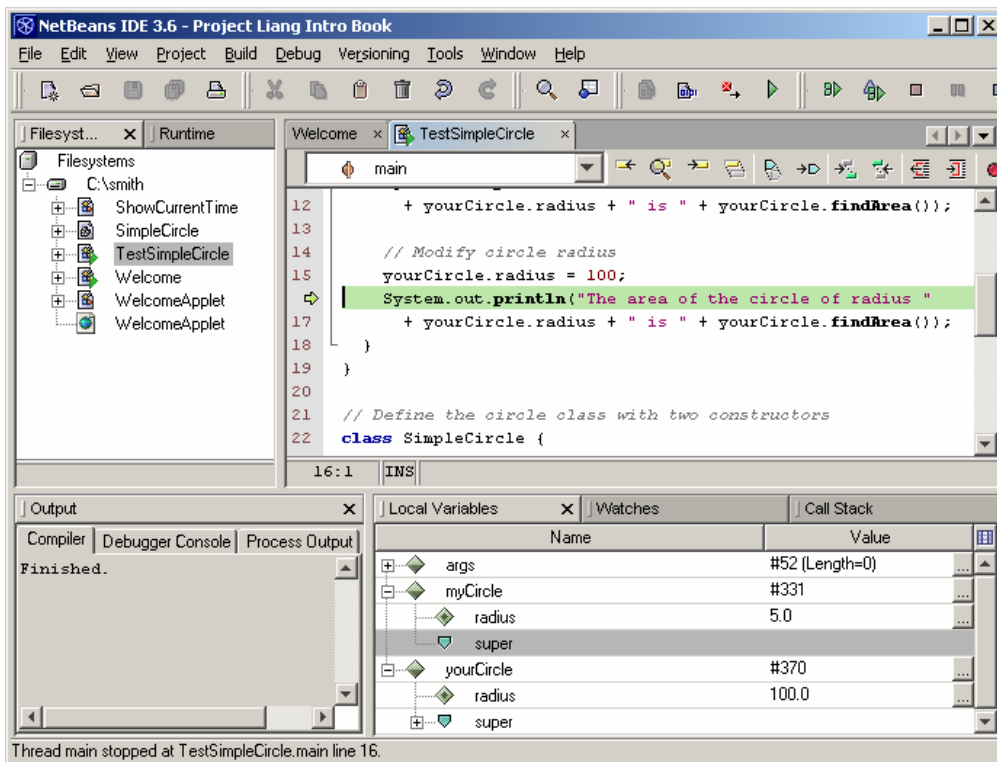 NetBeans IDE 3.6 - Project Liang Intro Book
File Edit View Project Build Debug Versioning Tools Window Help
Filesyst... Runtime
Filesystems
C:\smith
ShowCurrentTime
SimpleCircle
TestSimpleCircle
Welcome
WelcomeApplet
WelcomeApplet
Welcome TestSimpleCircle
main
12 + yourCircle.radius + " is " + yourCircle.findArea());
13
14 // Modify circle radius
15 yourCircle.radius = 100;
System.out.println("The area of the circle of radius "
17 + yourCircle.radius + " is " + yourCircle.findArea());
18 }
19 }
20
21 // Define the circle class with two constructors
22 class SimpleCircle {
16:1 INS
Output
Compiler Debugger Console Process Output
Finished.
Local Variables Watches Call Stack
Name Value
args #52 (Length=0) ...
myCircle #331 ...
radius 5.0 ...
super
yourCircle #370 ...
radius 100.0 ...
super
Thread main stopped at TestSimpleCircle.main line 16.